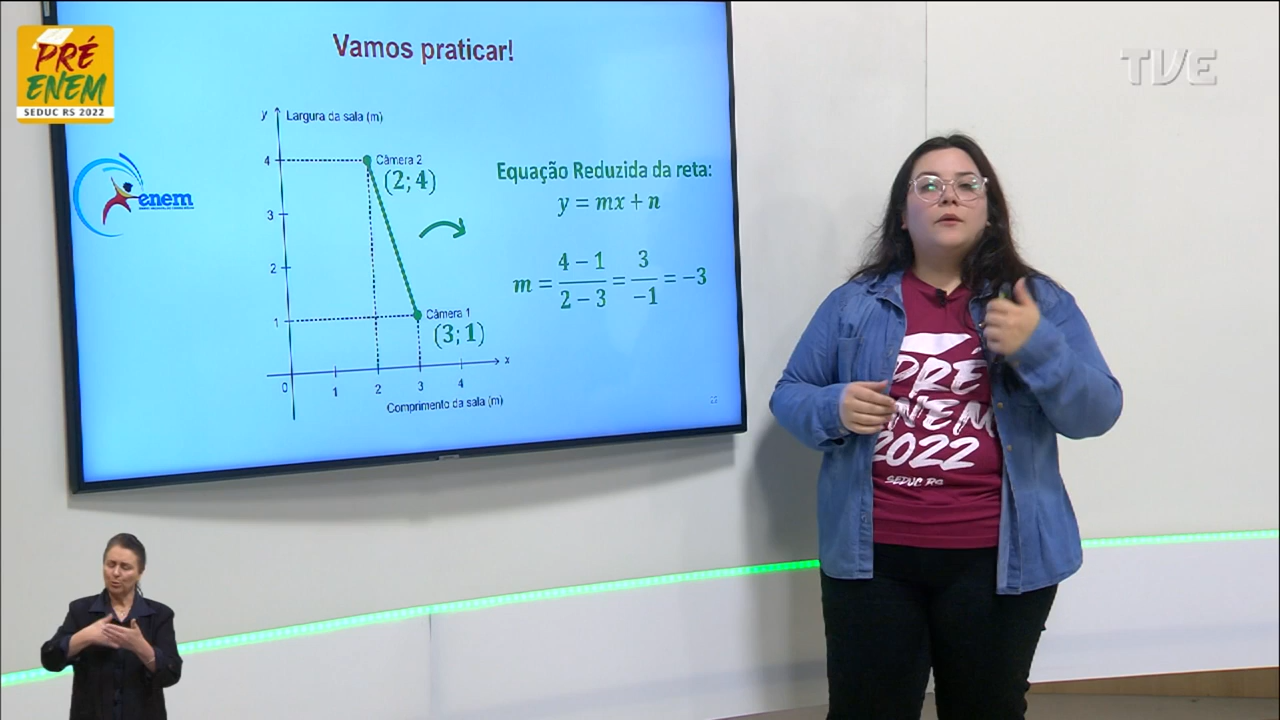 PRÉ
ENEM
SEDUC RS 2022
TVE
Vamos praticar!
enem
y
Largura da sala (m)
4
Câmera 2
(2; 4)
3
2
1
Câmera 1
(3; 1)
x
0
1
2
3
4
Comprimento da sala (m)
Equação Reduzida da reta:
y = mx + n
m = 4 − 1 / 2 − 3 = 3 / −1 = −3
PRÉ
ENEM
2022
SEDUC RS